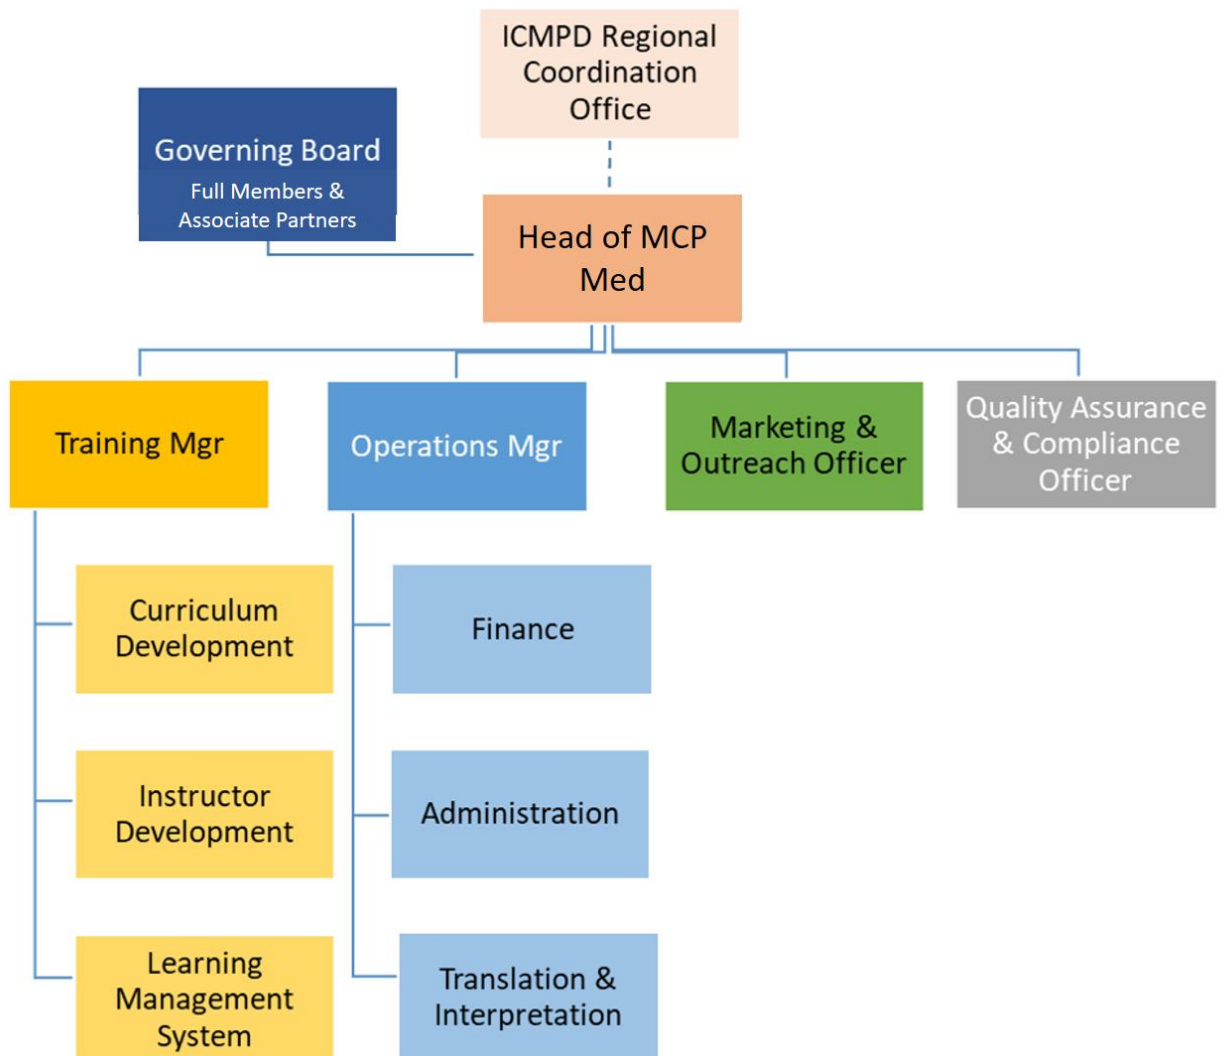 ICMPD Regional
Coordination
Office
Governing Board
Full Members &
Associate Partners
Head of MCP
Med
Training Mgr
Operations Mgr
Marketing &
Outreach Officer
Quality Assurance
& Compliance
Officer
Curriculum
Development
Finance
Instructor
Development
Administration
Learning
Management
System
Translation &
Interpretation